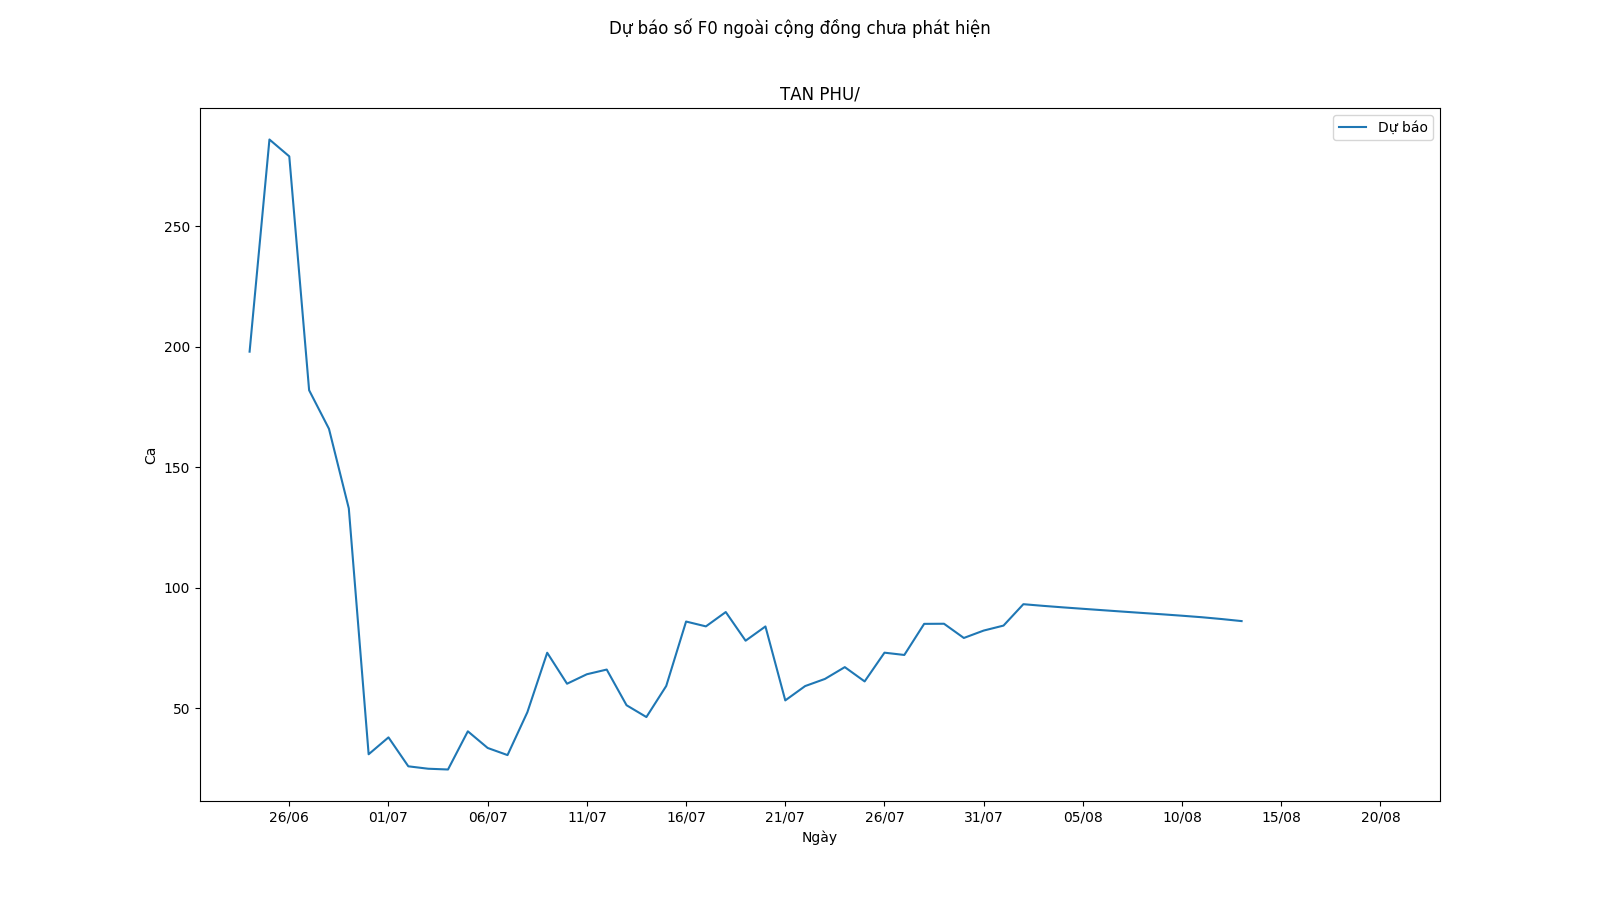 Dự báo số F0 ngoài cộng đồng chưa phát hiện
TAN PHU/
Dự báo
250
200
150
100
50
Ca
26/06 01/07 06/07 11/07 16/07 21/07 26/07 31/07 05/08 10/08 15/08 20/08
Ngày